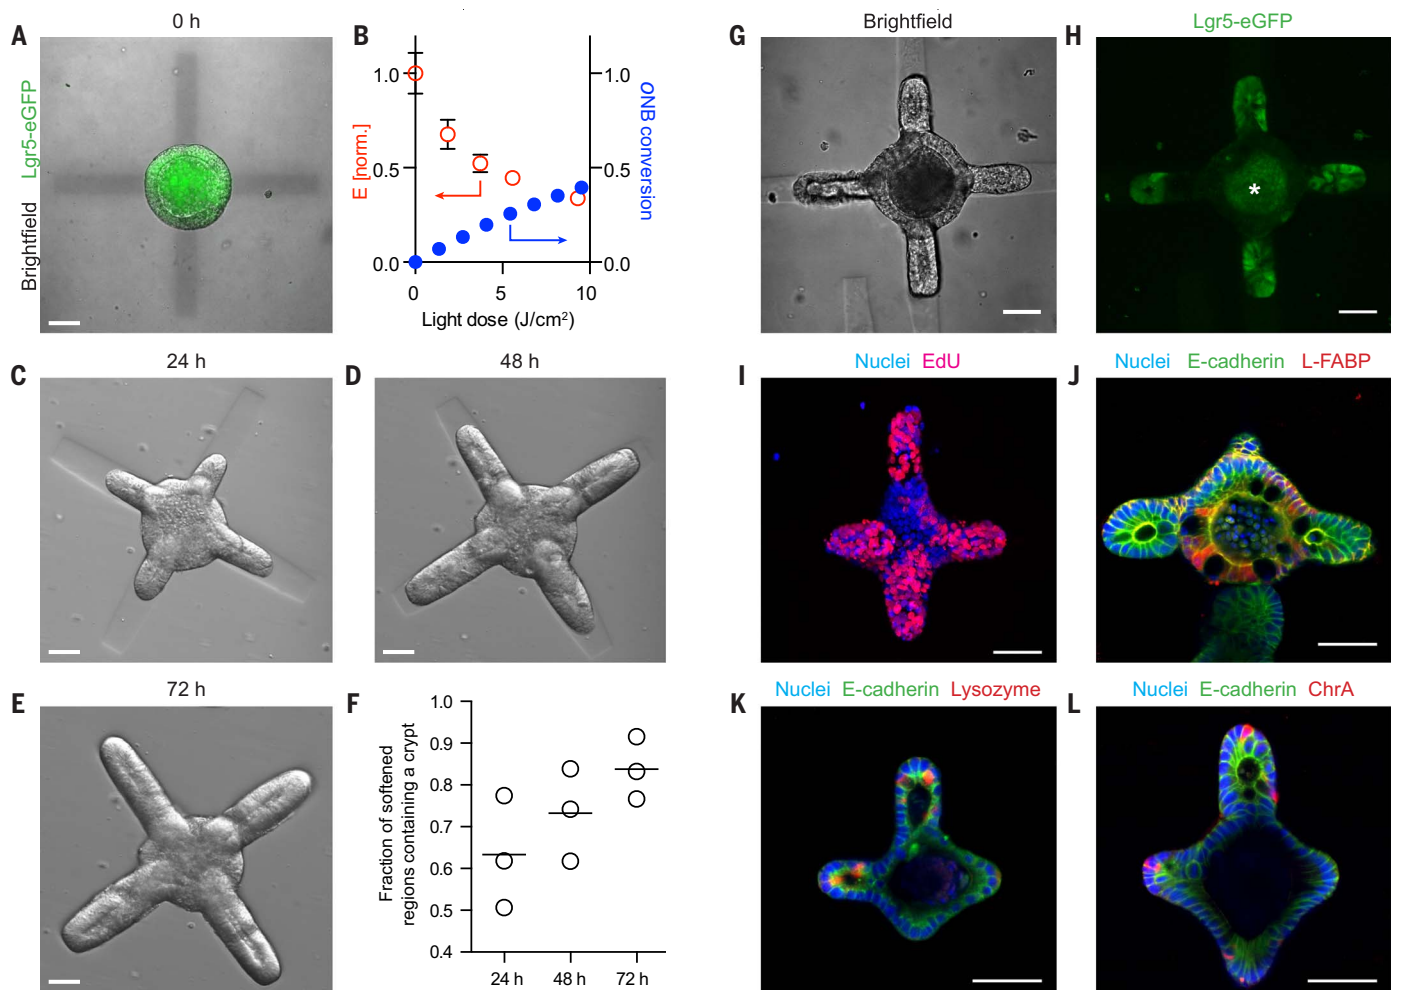 A
0 h
Lgr5-eGFP
Brightfield
B
1.0
0.5
0.0
E [norm.]
1.0
0.5
0.0
oNB conversion
0
5
10
Light dose (J/cm²)
G
Brightfield
H
Lgr5-eGFP
*
C
24 h
D
48 h
I
Nuclei EdU
J
Nuclei E-cadherin L-FABP
E
72 h
F
1.0
0.9
0.8
0.7
0.6
0.5
0.4
Fraction of softened
regions containing a crypt
24 h
48 h
72 h
K
Nuclei E-cadherin Lysozyme
L
Nuclei E-cadherin ChrA